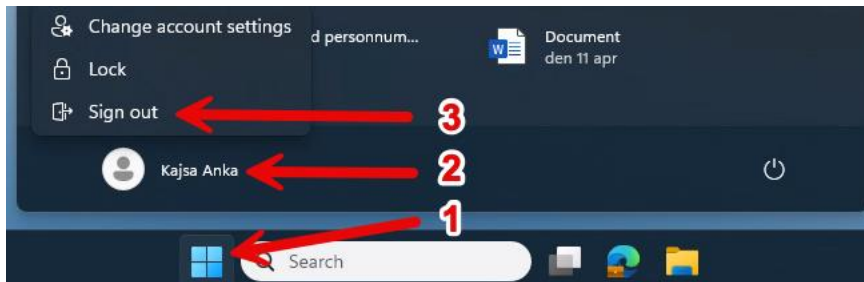 Change account settings
d personnum...
Document
den 11 apr
Lock
Sign out
3
Kajsa Anka
2
1
Search